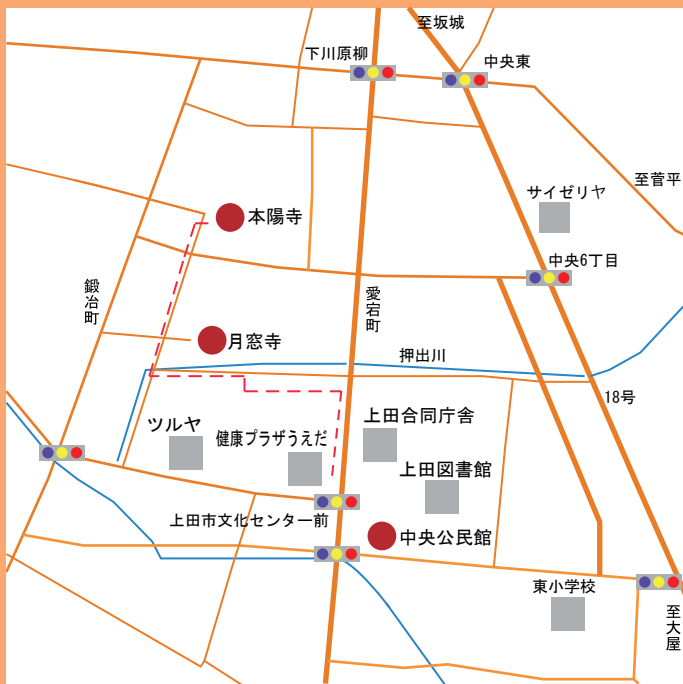 至坂城
下川原柳
中央東
至菅平
サイゼリヤ
本陽寺
中央6丁目
鍛冶町
愛宕町
月窓寺
押出川
18号
上田合同庁舎
ツルヤ
健康プラザうえだ
上田図書館
上田市文化センター前
中央公民館
東小学校
至大屋